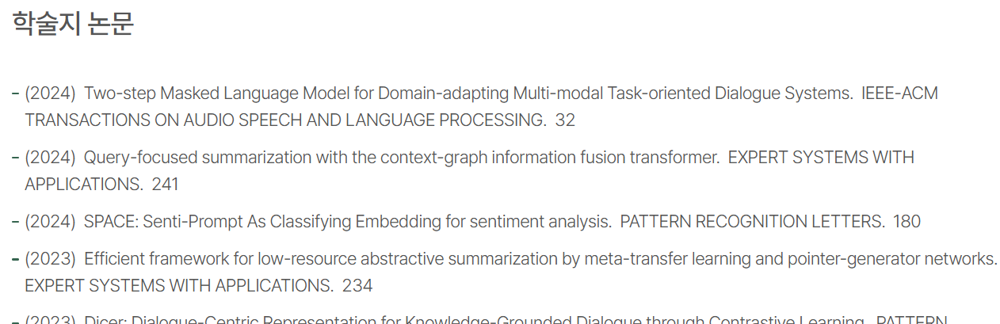 학술지 논문
- (2024) Two-step Masked Language Model for Domain-adapting Multi-modal Task-oriented Dialogue Systems. IEEE-ACM
TRANSACTIONS ON AUDIO SPEECH AND LANGUAGE PROCESSING. 32
- (2024) Query-focused summarization with the context-graph information fusion transformer. EXPERT SYSTEMS WITH
APPLICATIONS. 241
- (2024) SPACE: Senti-Prompt As Classifying Embedding for sentiment analysis. PATTERN RECOGNITION LETTERS. 180
- (2023) Efficient framework for low-resource abstractive summarization by meta-transfer learning and pointer-generator networks.
EXPERT SYSTEMS WITH APPLICATIONS. 234
- (2023) Dicer: Dialogue-Centric Representation for Knowledge-Grounded Dialogue through Contrastive Learning. PATTERN